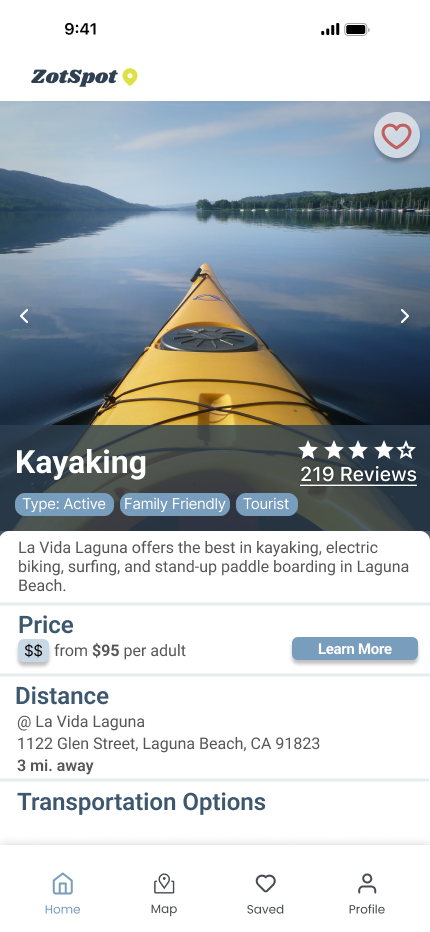 9:41
ZotSpot
Kayaking
219 Reviews
Type: Active Family Friendly Tourist
La Vida Laguna offers the best in kayaking, electric
biking, surfing, and stand-up paddle boarding in Laguna
Beach.
Price
$$ from $95 per adult
Learn More
Distance
@ La Vida Laguna
1122 Glen Street, Laguna Beach, CA 91823
3 mi. away
Transportation Options
Home Map Saved Profile